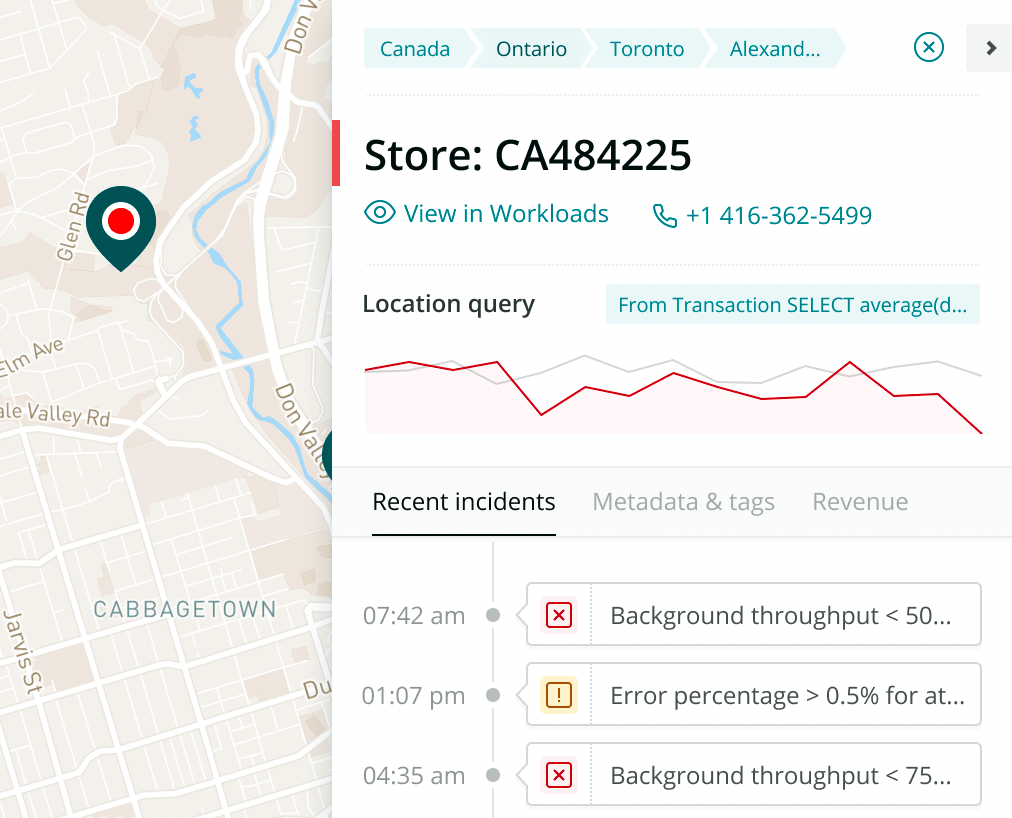 Don V
Glen Rd
Elm Ave
ale Valley Rd
Don Valley
CABBAGETOWN
Jarvis St
Du
Canada
Ontario
Toronto
Alexand...
Store: CA484225
View in Workloads
+1 416-362-5499
Location query
From Transaction SELECT average(d...
Recent incidents
Metadata & tags
Revenue
07:42 am
Background throughput < 50...
01:07 pm
Error percentage > 0.5% for at...
04:35 am
Background throughput < 75...